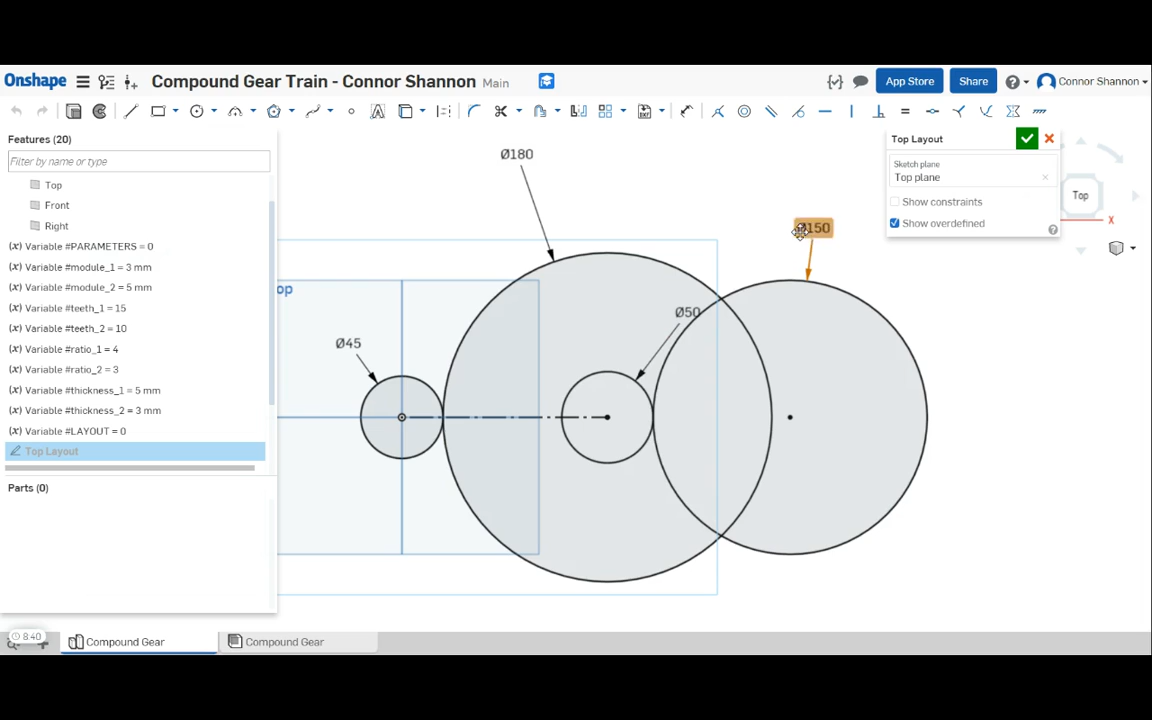 Onshape
Compound Gear Train - Connor Shannon Main
App Store
Share
Connor Shannon
Features (20)
Filter by name or type
Top
Front
Right
(x) Variable #PARAMETERS = 0
(x) Variable #module_1 = 3 mm
(x) Variable #module_2 = 5 mm
(x) Variable #teeth_1 = 15
(x) Variable #teeth_2 = 10
(x) Variable #ratio_1 = 4
(x) Variable #ratio_2 = 3
(x) Variable #thickness_1 = 5 mm
(x) Variable #thickness_2 = 3 mm
(x) Variable #LAYOUT = 0
Top Layout
Parts (0)
Ø180
Ø150
op
Ø50
Ø45
Top Layout
Sketch plane
Top plane
Show constraints
Show overdefined
Top
X
8:40
Compound Gear
Compound Gear